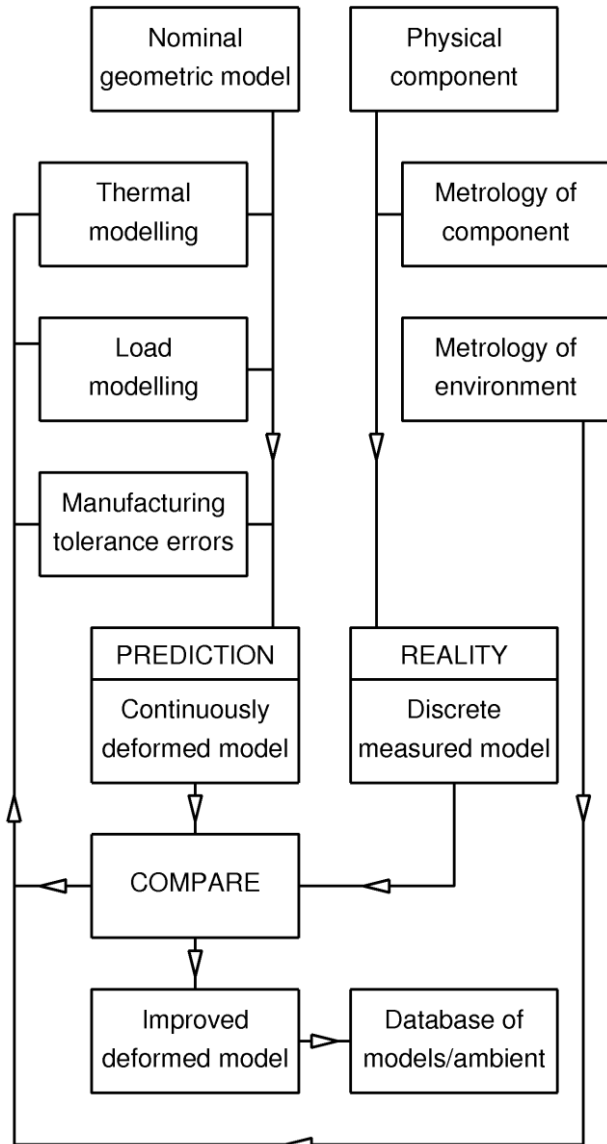 Nominal
geometric model
Physical
component
Thermal
modelling
Metrology of
component
Load
modelling
Metrology of
environment
Manufacturing
tolerance errors
PREDICTION
Continuously
deformed model
REALITY
Discrete
measured model
COMPARE
Improved
deformed model
Database of
models/ambient